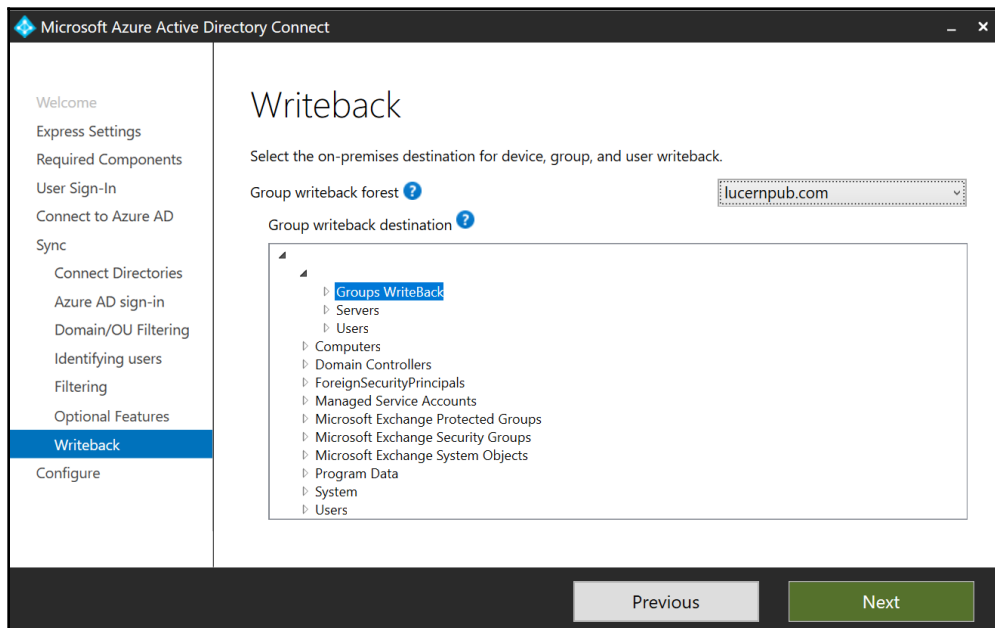 Microsoft Azure Active Directory Connect
Welcome
Express Settings
Required Components
User Sign-In
Connect to Azure AD
Sync
Connect Directories
Azure AD sign-in
Domain/OU Filtering
Identifying users
Filtering
Optional Features
Writeback
Configure
Writeback
Select the on-premises destination for device, group, and user writeback.
Group writeback forest ?
lucernpub.com
Group writeback destination ?
Groups WriteBack
Servers
Users
Computers
Domain Controllers
ForeignSecurityPrincipals
Managed Service Accounts
Microsoft Exchange Protected Groups
Microsoft Exchange Security Groups
Microsoft Exchange System Objects
Program Data
System
Users
Previous
Next